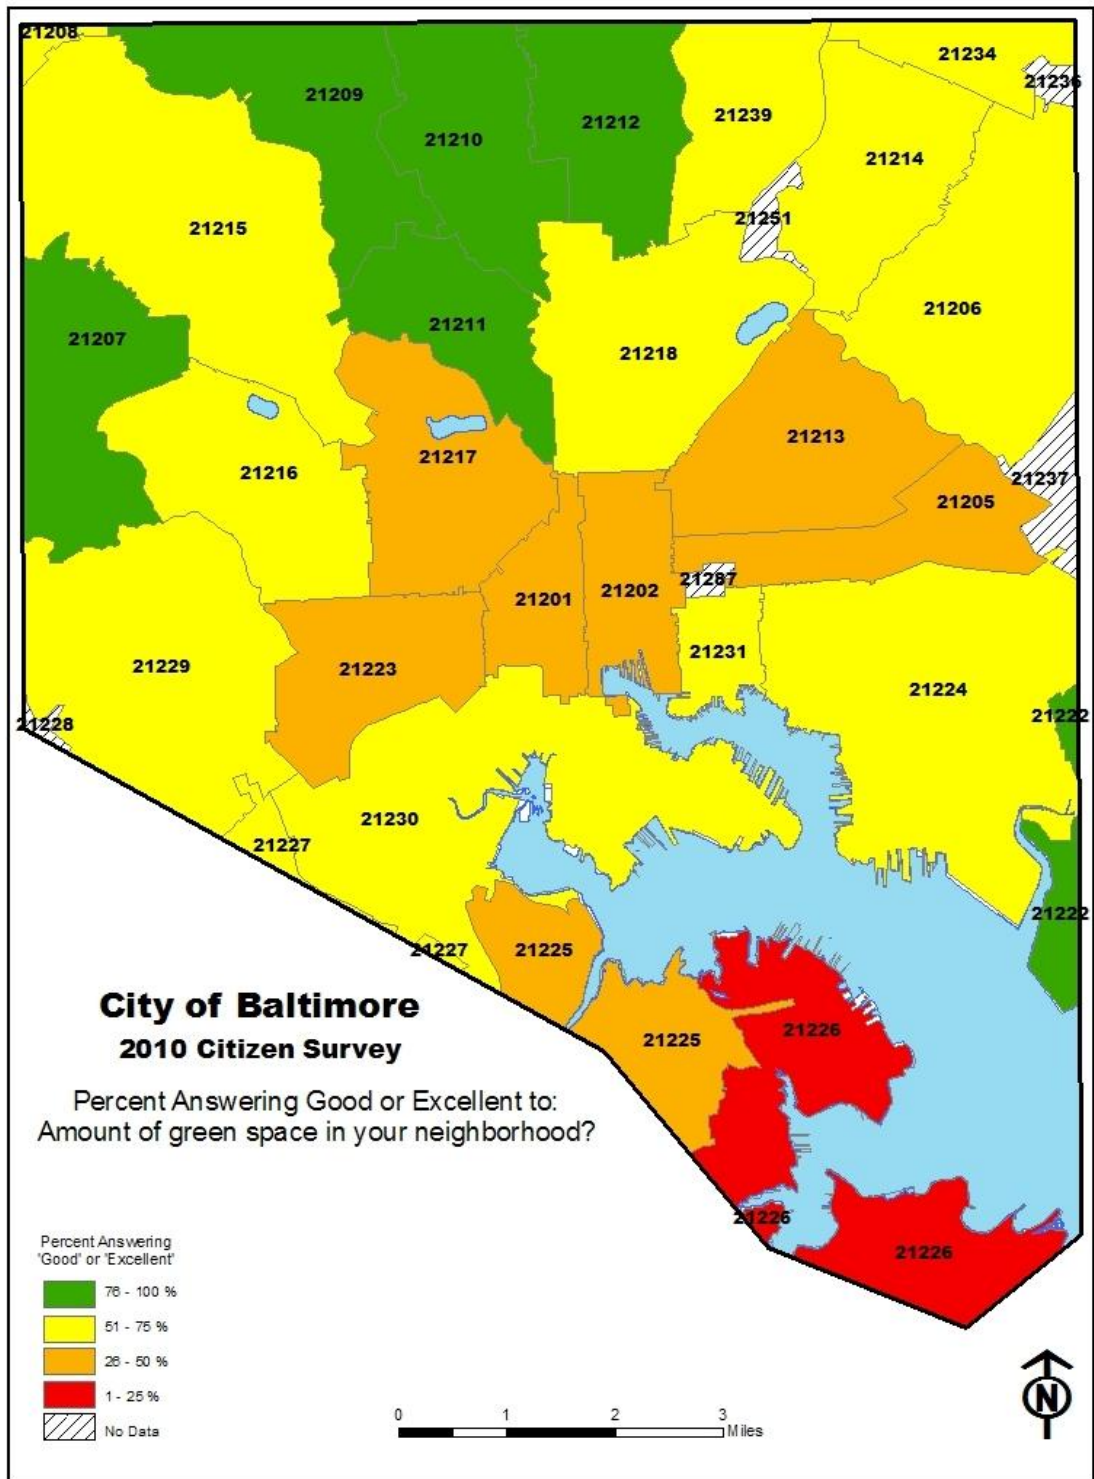 21208
21234
21236
21209
21212
21239
21210
21214
21251
21215
21206
21207
21211
21218
21213
21217
21216
21237
21205
21287
21201
21202
21231
21229
21223
21224
21228
21222
21230
21227
21222
21227
21225
City of Baltimore
2010 Citizen Survey
21225
21226
Percent Answering Good or Excellent to:
Amount of green space in your neighborhood?
21226
21226
Percent Answering
'Good' or 'Excellent'
76 - 100 %
51 - 75 %
26 - 50 %
1 - 25 %
No Data
0 1 2 3
Miles
N